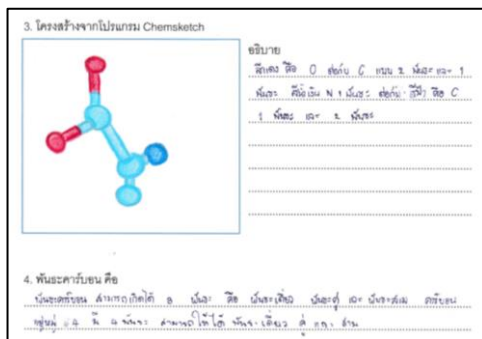 3. โครงสร้างจากโปรแกรม Chemsketch
อธิบาย
สีแดง คือ O ต่อกับ C แบบ 2 พันธะ และ 1
พันธะ สีน้ำเงิน N 1 พันธะ ต่อกับ สีฟ้า คือ C
1 พันธะ และ 2 พันธะ
4. พันธะคาร์บอน คือ
พันธะคาร์บอน สามารถเกิดได้ 3 พันธะ คือ พันธะเดี่ยว พันธะคู่ และ พันธะสาม คาร์บอน
อยู่หมู่ 4 มี 4 พันธะ สามารถ ได้ พันธะเดี่ยว คู่ และ สาม